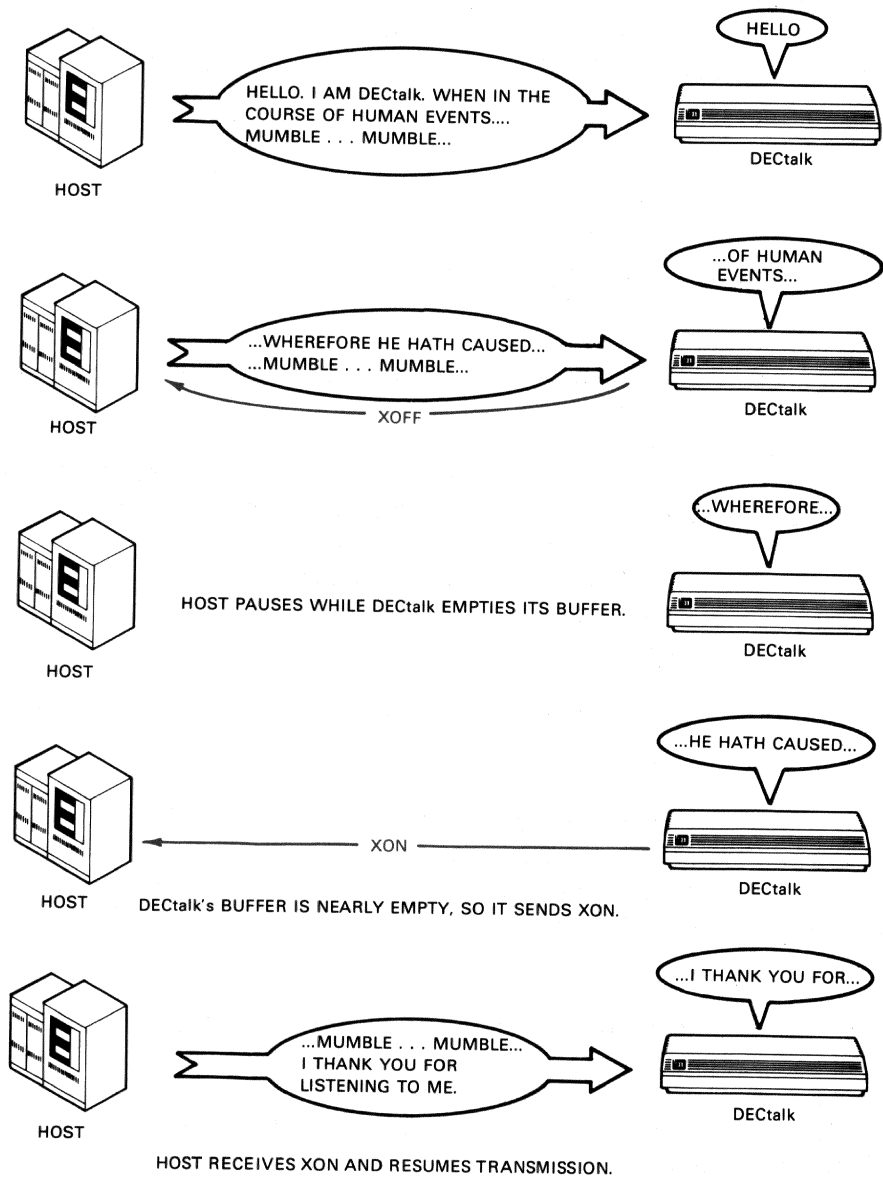 HELLO
HELLO. I AM DECtalk. WHEN IN THE
COURSE OF HUMAN EVENTS....
MUMBLE . . . MUMBLE...
DECtalk
HOST
...OF HUMAN
EVENTS...
...WHEREFORE HE HATH CAUSED...
...MUMBLE . . . MUMBLE...
DECtalk
XOFF
HOST
...WHEREFORE...
HOST PAUSES WHILE DECtalk EMPTIES ITS BUFFER.
DECtalk
HOST
...HE HATH CAUSED...
XON
DECtalk
HOST
DECtalk's BUFFER IS NEARLY EMPTY, SO IT SENDS XON.
...I THANK YOU FOR...
...MUMBLE . . . MUMBLE...
I THANK YOU FOR
LISTENING TO ME.
DECtalk
HOST
HOST RECEIVES XON AND RESUMES TRANSMISSION.